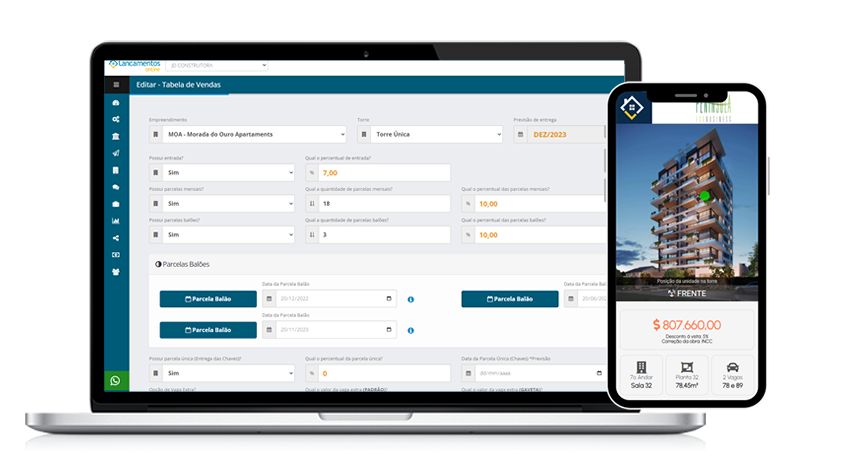 Lancamentos
online
JD CONSTRUTORA
Editar - Tabela de Vendas
Empreendimento
Torre
Previsão de entrega
MOA - Morada do Ouro Apartaments
Torre Única
DEZ/2023
Possui entrada?
Qual o percentual de entrada?
Sim
%
7,00
Possui parcelas mensais?
Qual a quantidade de parcelas mensais?
Qual o percentual das parcelas mensais?
Sim
18
%
10,00
Possui parcelas balões?
Qual a quantidade de parcelas balões?
Qual o percentual das parcelas balões?
Sim
3
%
10,00
Parcelas Balões
Data da Parcela Balão
Data da Parcela Bal
Parcela Balão
20/12/2022
Parcela Balão
20/06/202
Data da Parcela Balão
Parcela Balão
20/11/2023
Possui parcela única (Entrega das Chaves)?
Qual o percentual da parcela única?
Data da Parcela Única (Chaves) *Previsão
Sim
%
0
dd/mm/aaaa
Opção de Vaga Extra?
Qual o valor da vaga extra (PADRÃO)?
Qual o valor da vaga extra (GAVETA)?
PENÍNSULA
Posição da unidade na torre
FRENTE
$ 807.660,00
Desconto à vista: 5%
Correção da obra: INCC
7o Andar
Sala 32
Planta 32
78.45m²
2 Vagas
78 e 89